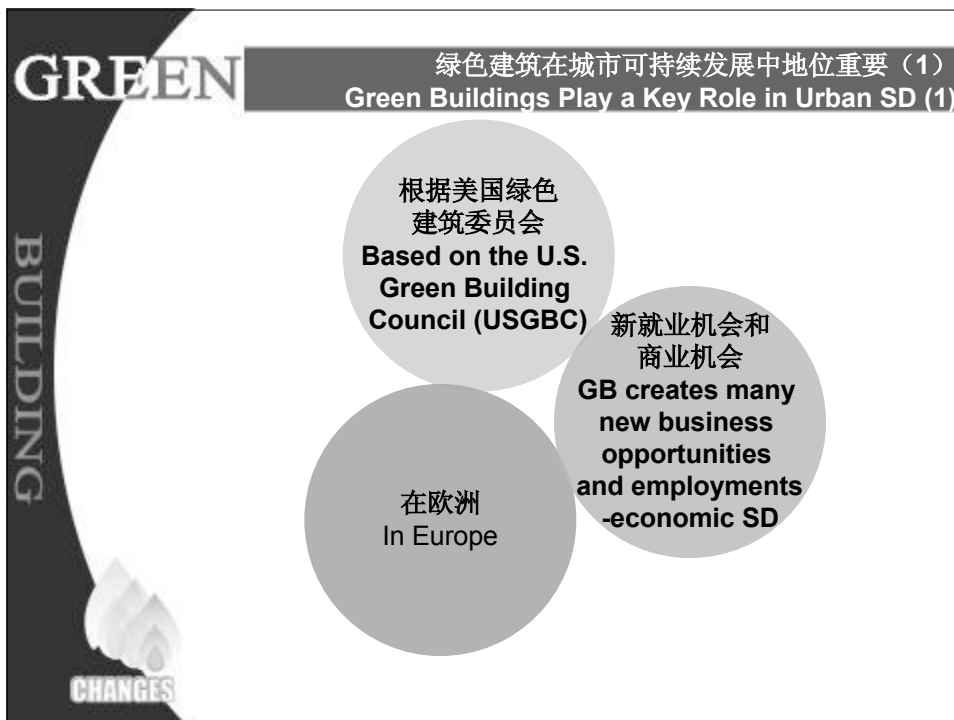 GREEN
绿色建筑在城市可持续发展中地位重要（1）
Green Buildings Play a Key Role in Urban SD (1)
BUILDING
根据美国绿色
建筑委员会
Based on the U.S.
Green Building
Council (USGBC)
新就业机会和
商业机会
GB creates many
new business
opportunities
and employments
-economic SD
在欧洲
In Europe
CHANGES